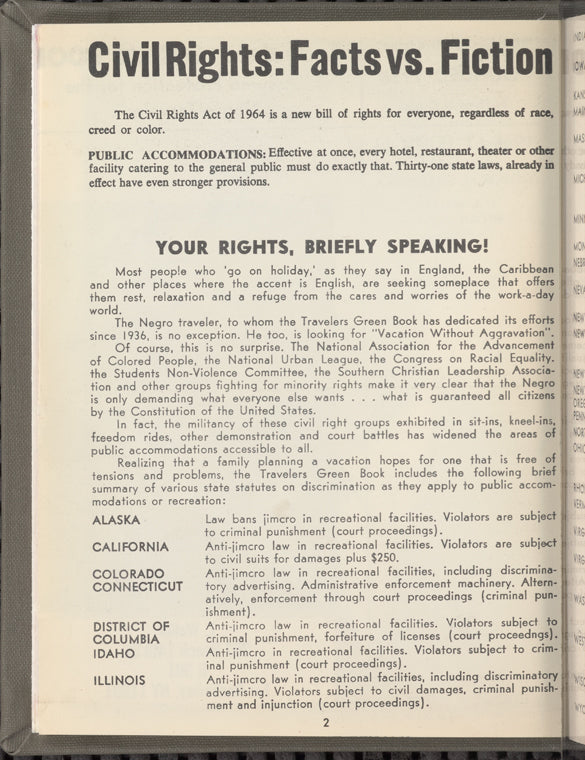 Civil Rights: Facts vs. Fiction
The Civil Rights Act of 1964 is a new bill of rights for everyone, regardless of race,
creed or color.
PUBLIC ACCOMMODATIONS: Effective at once, every hotel, restaurant, theater or other
facility catering to the general public must do exactly that. Thirty-one state laws, already in
effect have even stronger provisions.
YOUR RIGHTS, BRIEFLY SPEAKING!
Most people who 'go on holiday,' as they say in England, the Caribbean
and other places where the accent is English, are seeking someplace that offers
them rest, relaxation and a refuge from the cares and worries of the work-a-day
world.
The Negro traveler, to whom the Travelers Green Book has dedicated its efforts
since 1936, is no exception. He too, is looking for "Vacation Without Aggravation".
Of course, this is no surprise. The National Association for the Advancement
of Colored People, the National Urban League, the Congress on Racial Equality.
the Students Non-Violence Committee, the Southern Christian Leadership Associa-
tion and other groups fighting for minority rights make it very clear that the Negro
is only demanding what everyone else wants . . . what is guaranteed all citizens
by the Constitution of the United States.
In fact, the militancy of these civil right groups exhibited in sit-ins, kneel-ins,
freedom rides, other demonstration and court battles has widened the areas of
public accommodations accessible to all.
Realizing that a family planning a vacation hopes for one that is free of
tensions and problems, the Travelers Green Book includes the following brief
summary of various state statutes on discrimination as they apply to public accom-
modations or recreation:
ALASKA Law bans jimcro in recreational facilities. Violators are subject
to criminal punishment (court proceedings).
CALIFORNIA Anti-jimcro law in recreational facilities. Violators are subject
to civil suits for damages plus $250.
COLORADO Anti-jimcro law in recreational facilities, including discrimina-
CONNECTICUT tory advertising. Administrative enforcement machinery. Altern-
atively, enforcement through court proceedings (criminal pun-
ishment).
DISTRICT OF Anti-jimcro law in recreational facilities. Violators subject to
COLUMBIA criminal punishment, forfeiture of licenses (court proceedngs).
IDAHO Anti-jimcro in recreational facilities. Violators subject to crim-
inal punishment (court proceedings).
ILLINOIS Anti-jimcro law in recreational facilities, including discriminatory
advertising. Violators subject to civil damages, criminal punish-
ment and injunction (court proceedings).
2